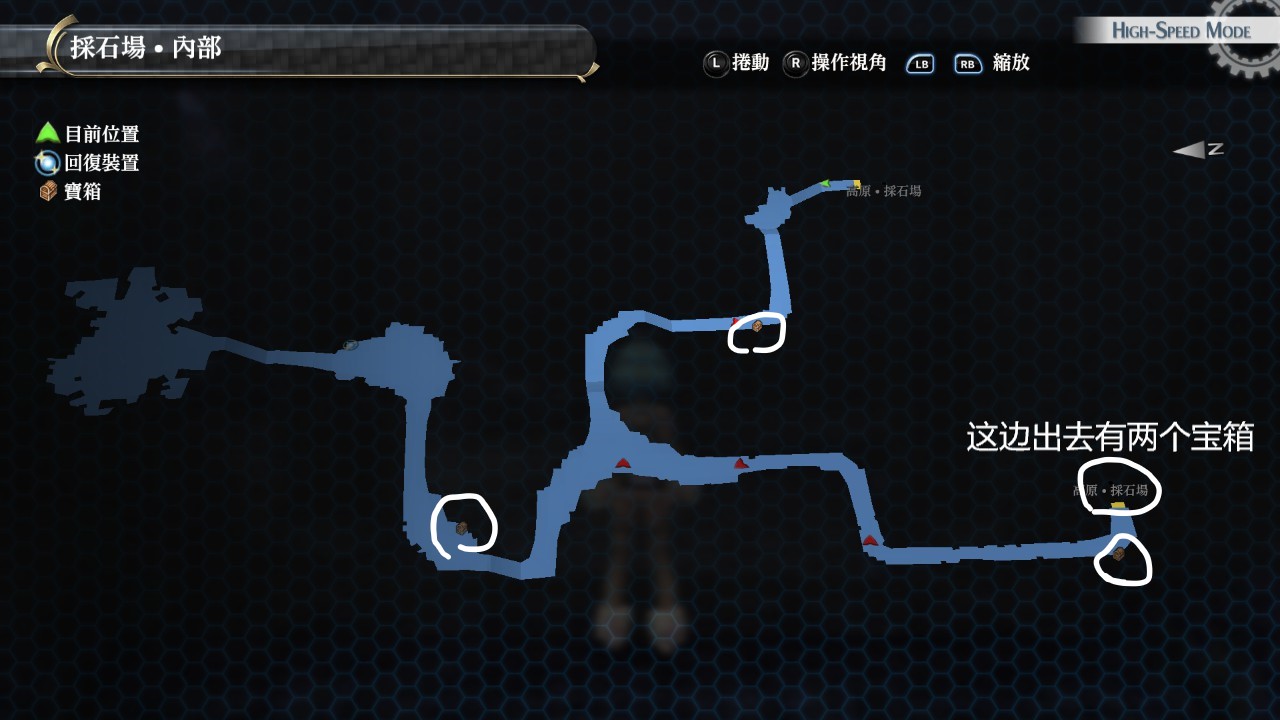 採石場•內部
HIGH-SPEED MODE
L 捲動 R 操作視角 LB RB 縮放
目前位置
回復裝置
寶箱
Z
高原•採石場
这边出去有两个宝箱
高原•採石場